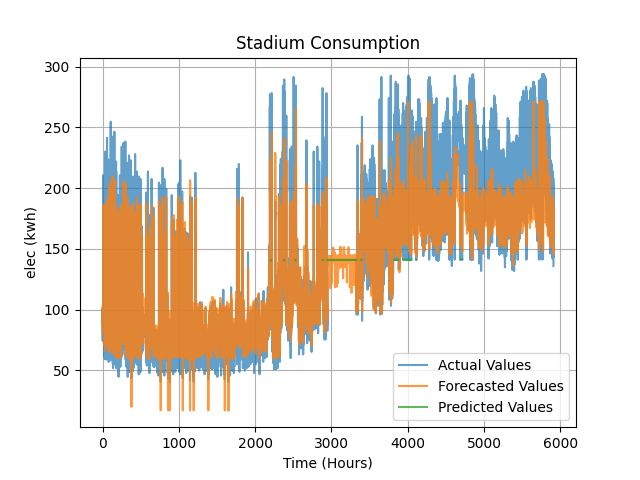 Stadium Consumption
300
250
200
150
100
50
elec (kwh)
0
1000
2000
3000
4000
5000
6000
Time (Hours)
Actual Values
Forecasted Values
Predicted Values